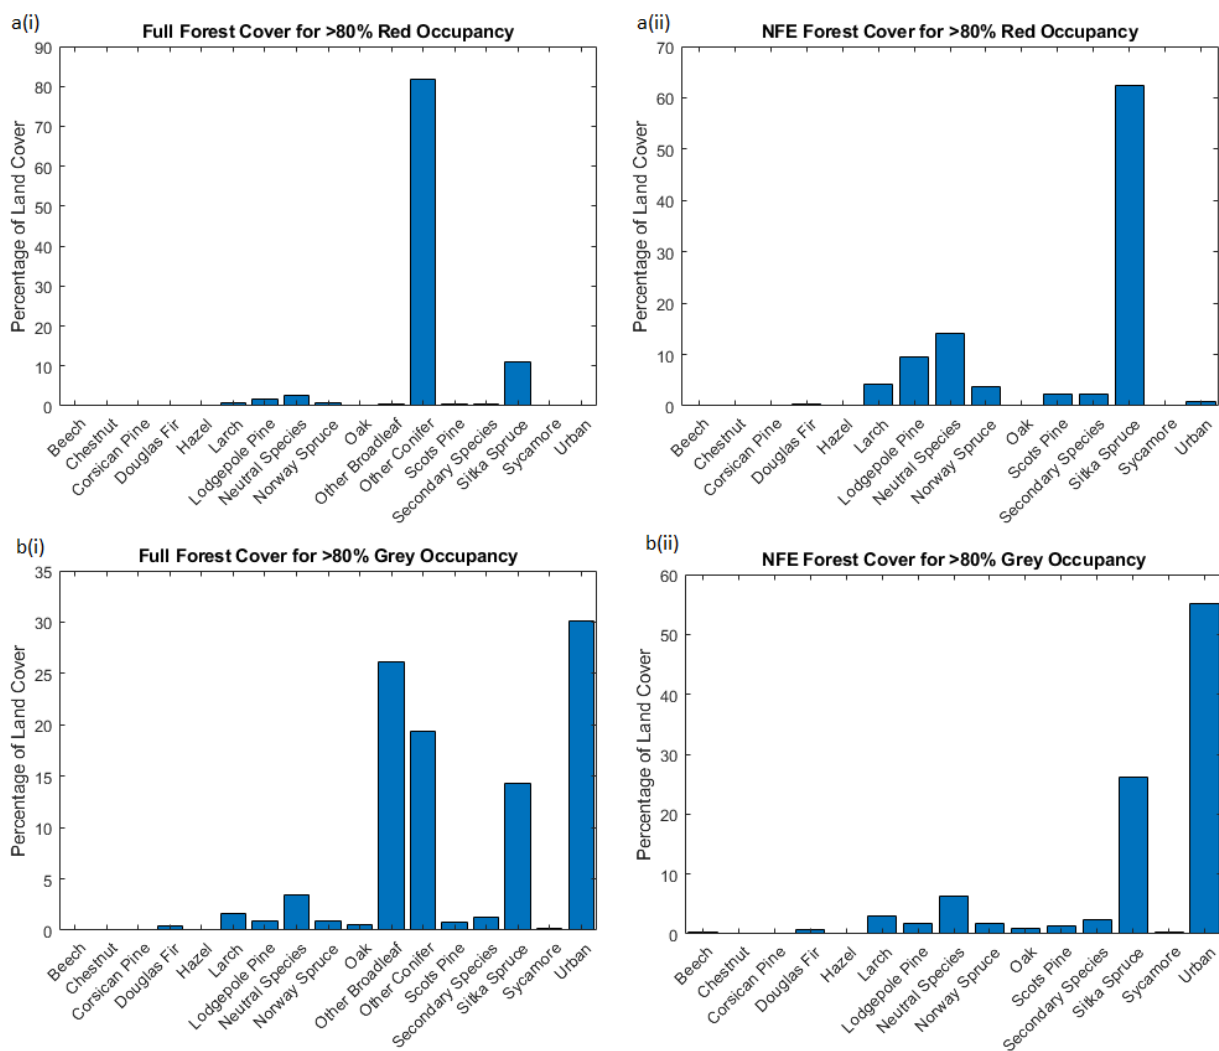 a(i)
Full Forest Cover for >80% Red Occupancy
Percentage of Land Cover
90
80
70
60
50
40
30
20
10
0
Beech
Chestnut
Corsican Pine
Douglas Fir
Hazel
Larch
Lodgepole Pine
Neutral Species
Norway Spruce
Oak
Other Broadleaf
Other Conifer
Scots Pine
Secondary Species
Sitka Spruce
Sycamore
Urban
a(ii)
NFE Forest Cover for >80% Red Occupancy
Percentage of Land Cover
70
60
50
40
30
20
10
0
Beech
Chestnut
Corsican Pine
Douglas Fir
Hazel
Larch
Lodgepole Pine
Neutral Species
Norway Spruce
Oak
Scots Pine
Secondary Species
Sitka Spruce
Sycamore
Urban
b(i)
Full Forest Cover for >80% Grey Occupancy
Percentage of Land Cover
35
30
25
20
15
10
5
0
Beech
Chestnut
Corsican Pine
Douglas Fir
Hazel
Larch
Lodgepole Pine
Neutral Species
Norway Spruce
Oak
Other Broadleaf
Other Conifer
Scots Pine
Secondary Species
Sitka Spruce
Sycamore
Urban
b(ii)
NFE Forest Cover for >80% Grey Occupancy
Percentage of Land Cover
60
50
40
30
20
10
0
Beech
Chestnut
Corsican Pine
Douglas Fir
Hazel
Larch
Lodgepole Pine
Neutral Species
Norway Spruce
Oak
Scots Pine
Secondary Species
Sitka Spruce
Sycamore
Urban